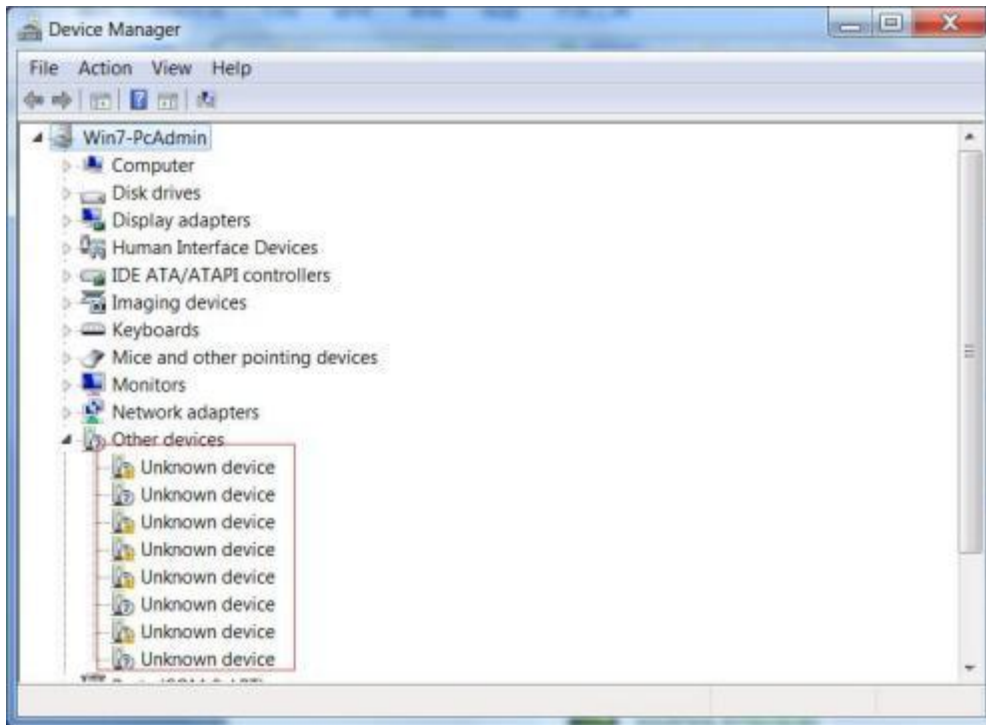 Device Manager
File Action View Help
Win7-PcAdmin
Computer
Disk drives
Display adapters
Human Interface Devices
IDE ATA/ATAPI controllers
Imaging devices
Keyboards
Mice and other pointing devices
Monitors
Network adapters
Other devices
Unknown device
Unknown device
Unknown device
Unknown device
Unknown device
Unknown device
Unknown device
Unknown device